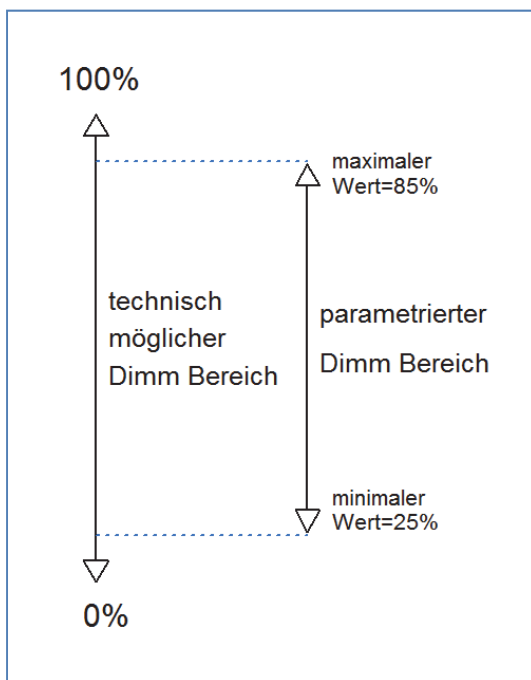 100%
maximaler
Wert=85%
technisch
möglicher
Dimm Bereich
parametrierter
Dimm Bereich
minimaler
Wert=25%
0%